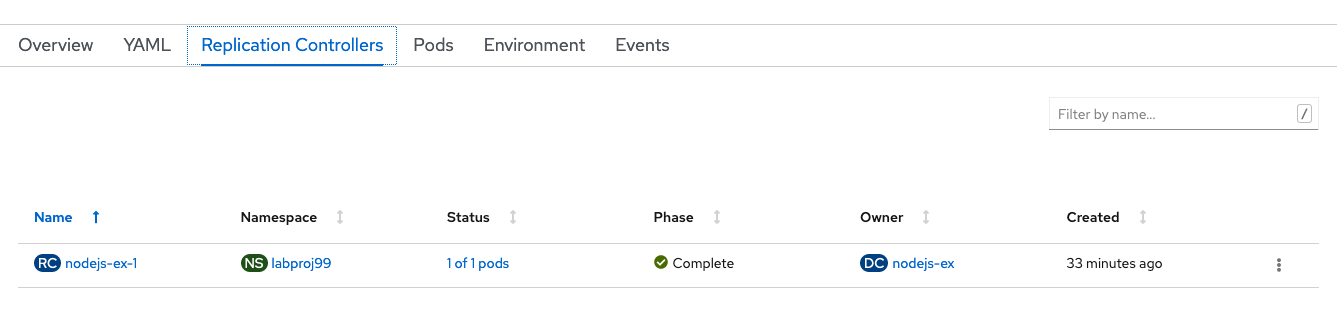 Overview YAML Replication Controllers Pods Environment Events
Filter by name... /
Name Namespace Status Phase Owner Created
RC nodejs-ex-1 NS labproj99 1 of 1 pods Complete DC nodejs-ex 33 minutes ago